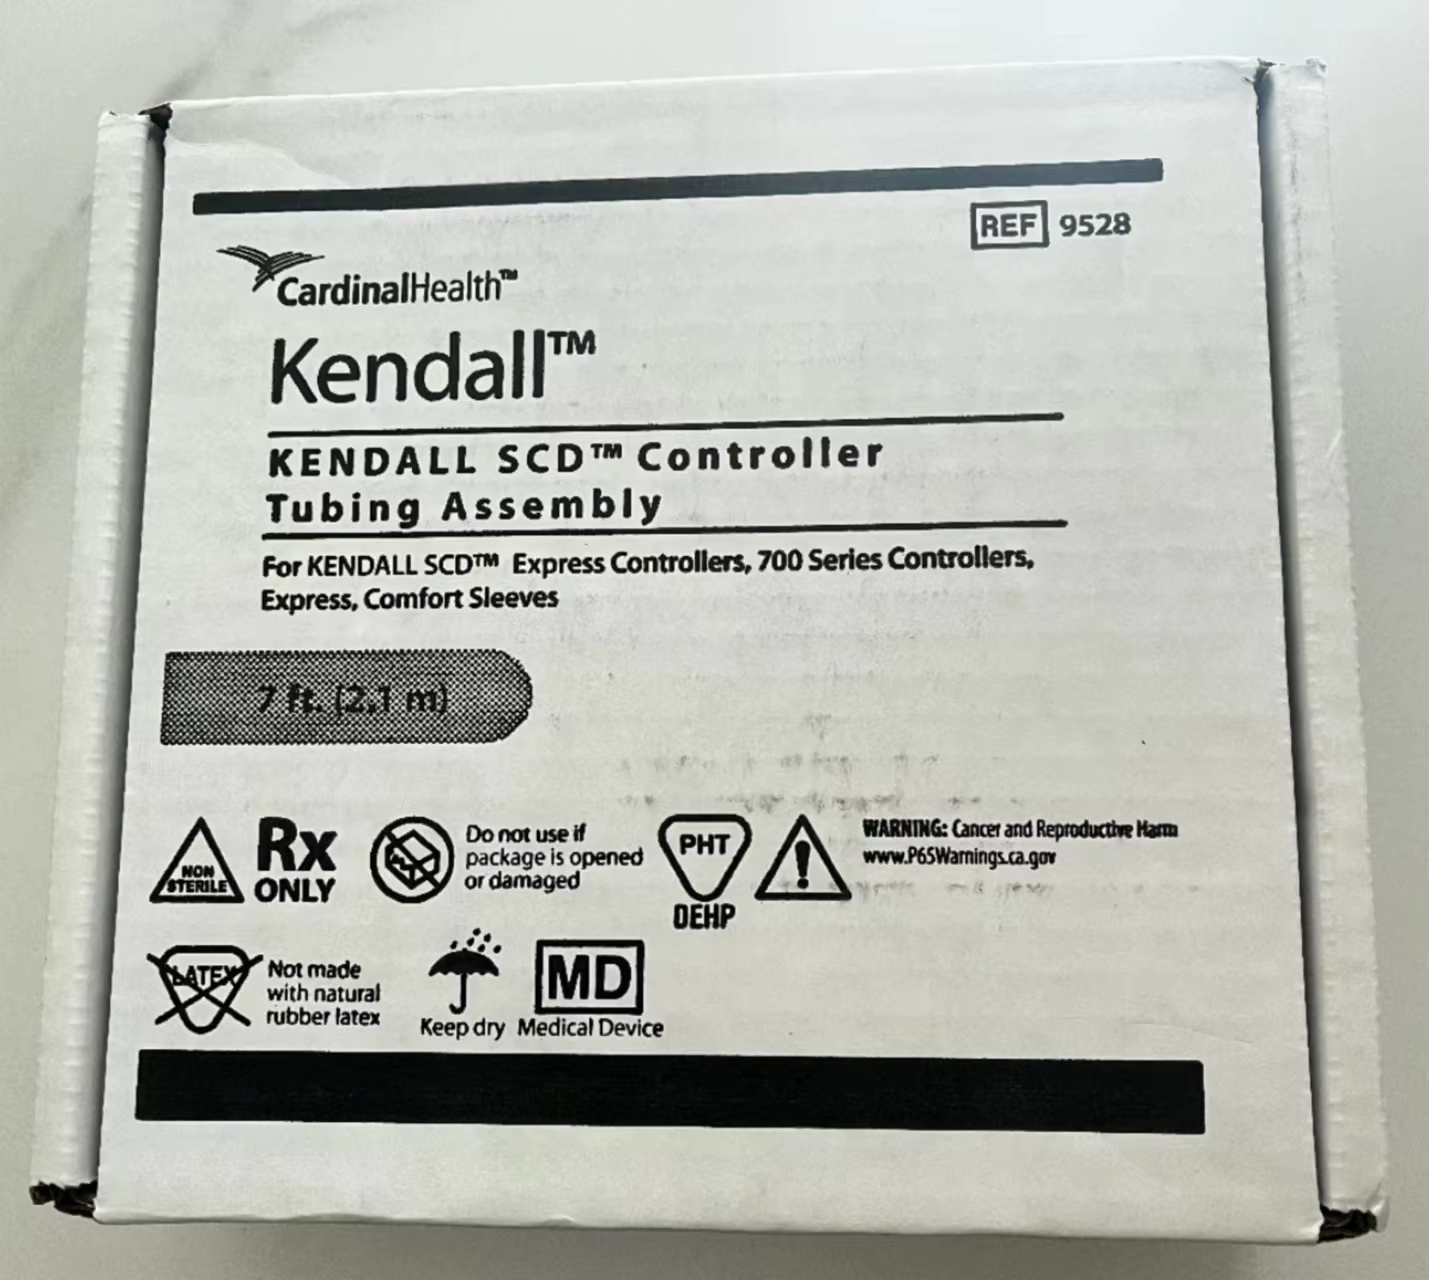 REF 9528
CardinalHealth™
Kendall™
KENDALL SCD™ Controller
Tubing Assembly
For KENDALL SCD™ Express Controllers, 700 Series Controllers,
Express, Comfort Sleeves
7 ft. (2.1 m)
NON
STERILE
Rx
ONLY
Do not use if
package is opened
or damaged
PHT
DEHP
!
WARNING: Cancer and Reproductive Harm
www.P65Warnings.ca.gov
LATEX
Not made
with natural
rubber latex
Keep dry
MD
Medical Device